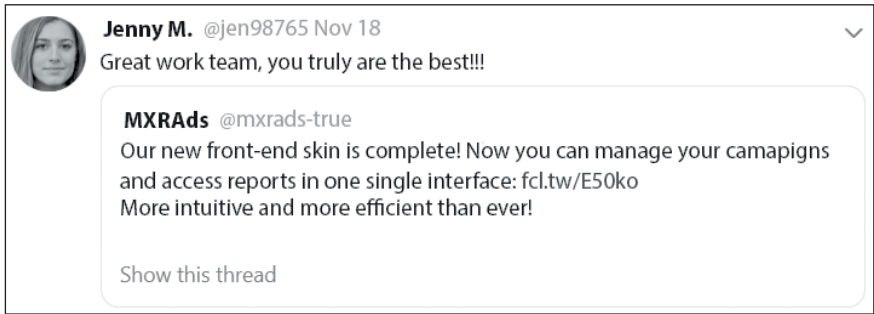 Jenny M. @jen98765 Nov 18
Great work team, you truly are the best!!!
MXRAds @mxrads-true
Our new front-end skin is complete! Now you can manage your camapigns
and access reports in one single interface: fcl.tw/E50ko
More intuitive and more efficient than ever!
Show this thread